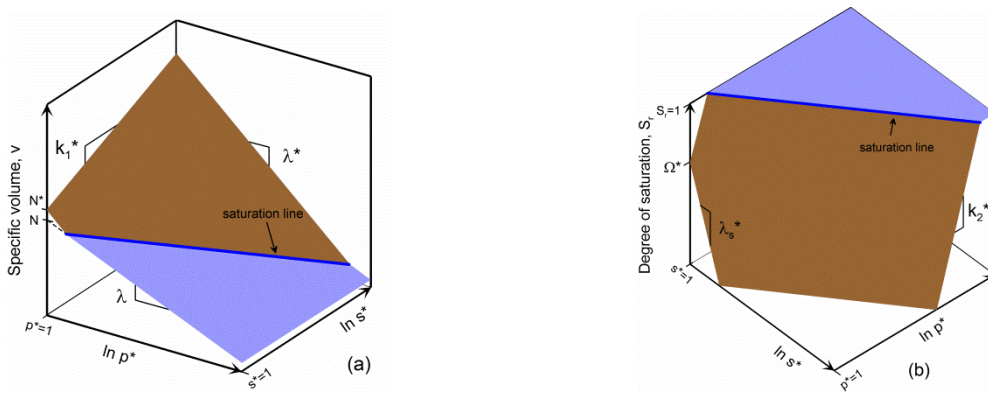 Specific volume, v
k₁*
λ*
N*
N
saturation line
λ
p*=1
ln p*
s*=1
ln s*
(a)
Degree of saturation, Sᵣ
Sᵣ=1
saturation line
Ω*
λₛ*
k₂*
s*=1
ln s*
ln p*
p*=1
(b)